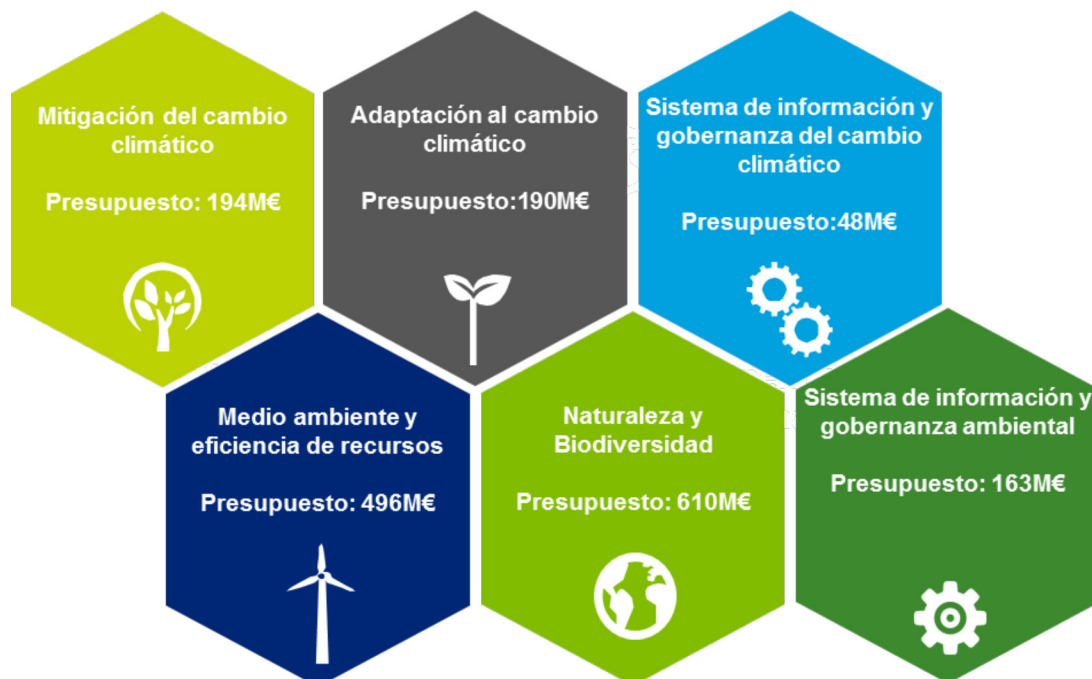 Mitigación del cambio
climático
Presupuesto: 194M€
Adaptación al cambio
climático
Presupuesto:190M€
Sistema de información y
gobernanza del cambio
climático
Presupuesto:48M€
Medio ambiente y
eficiencia de recursos
Presupuesto: 496M€
Naturaleza y
Biodiversidad
Presupuesto: 610M€
Sistema de información y
gobernanza ambiental
Presupuesto: 163M€